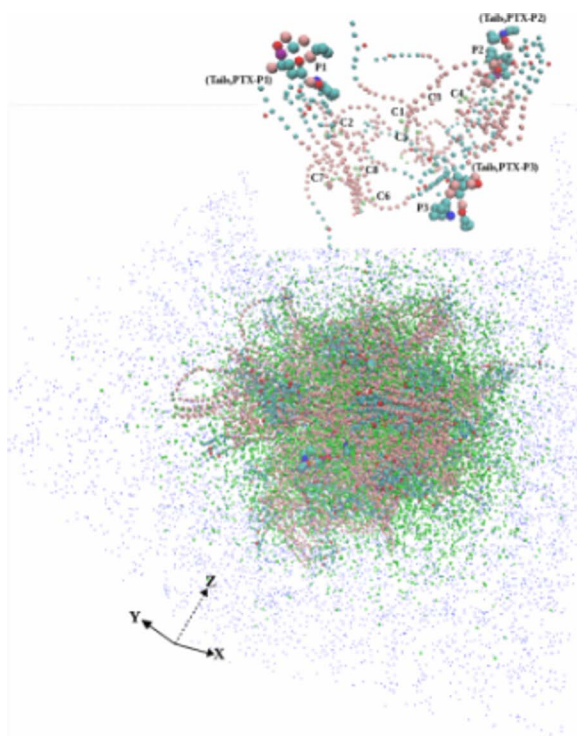 (Tails,PTX-P2)
P1
P2
(Tails,PTX-P1)
C3
C4
C1
C2
C5
(Tails,PTX-P3)
C7
C8
C6
P3
Z
Y
X